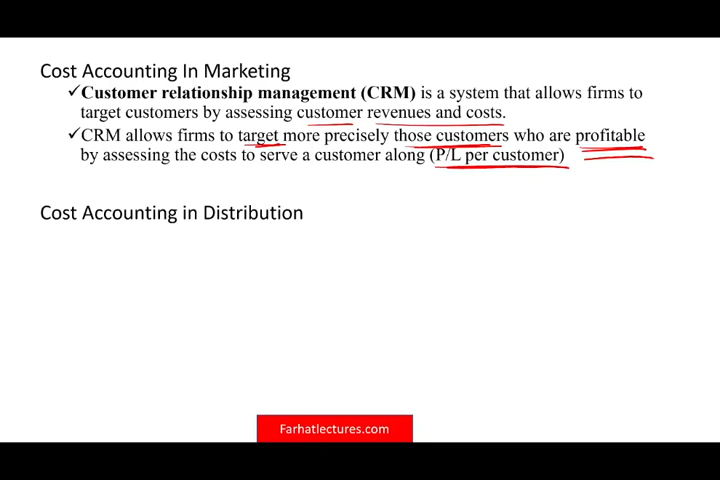 Cost Accounting In Marketing
✓Customer relationship management (CRM) is a system that allows firms to
target customers by assessing customer revenues and costs.
✓CRM allows firms to target more precisely those customers who are profitable
by assessing the costs to serve a customer along (P/L per customer)
Cost Accounting in Distribution
Farhatlectures.com